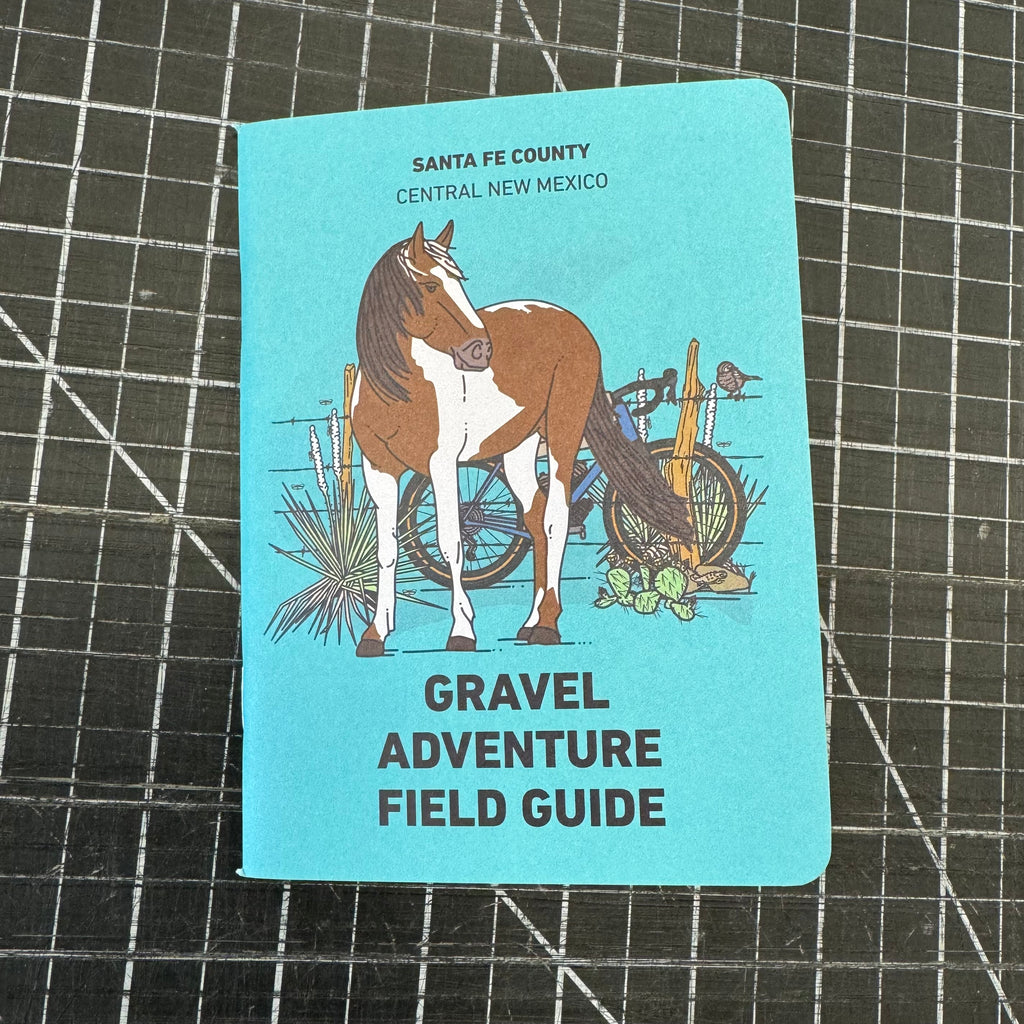 SANTA FE COUNTY
CENTRAL NEW MEXICO
GRAVEL
ADVENTURE
FIELD GUIDE